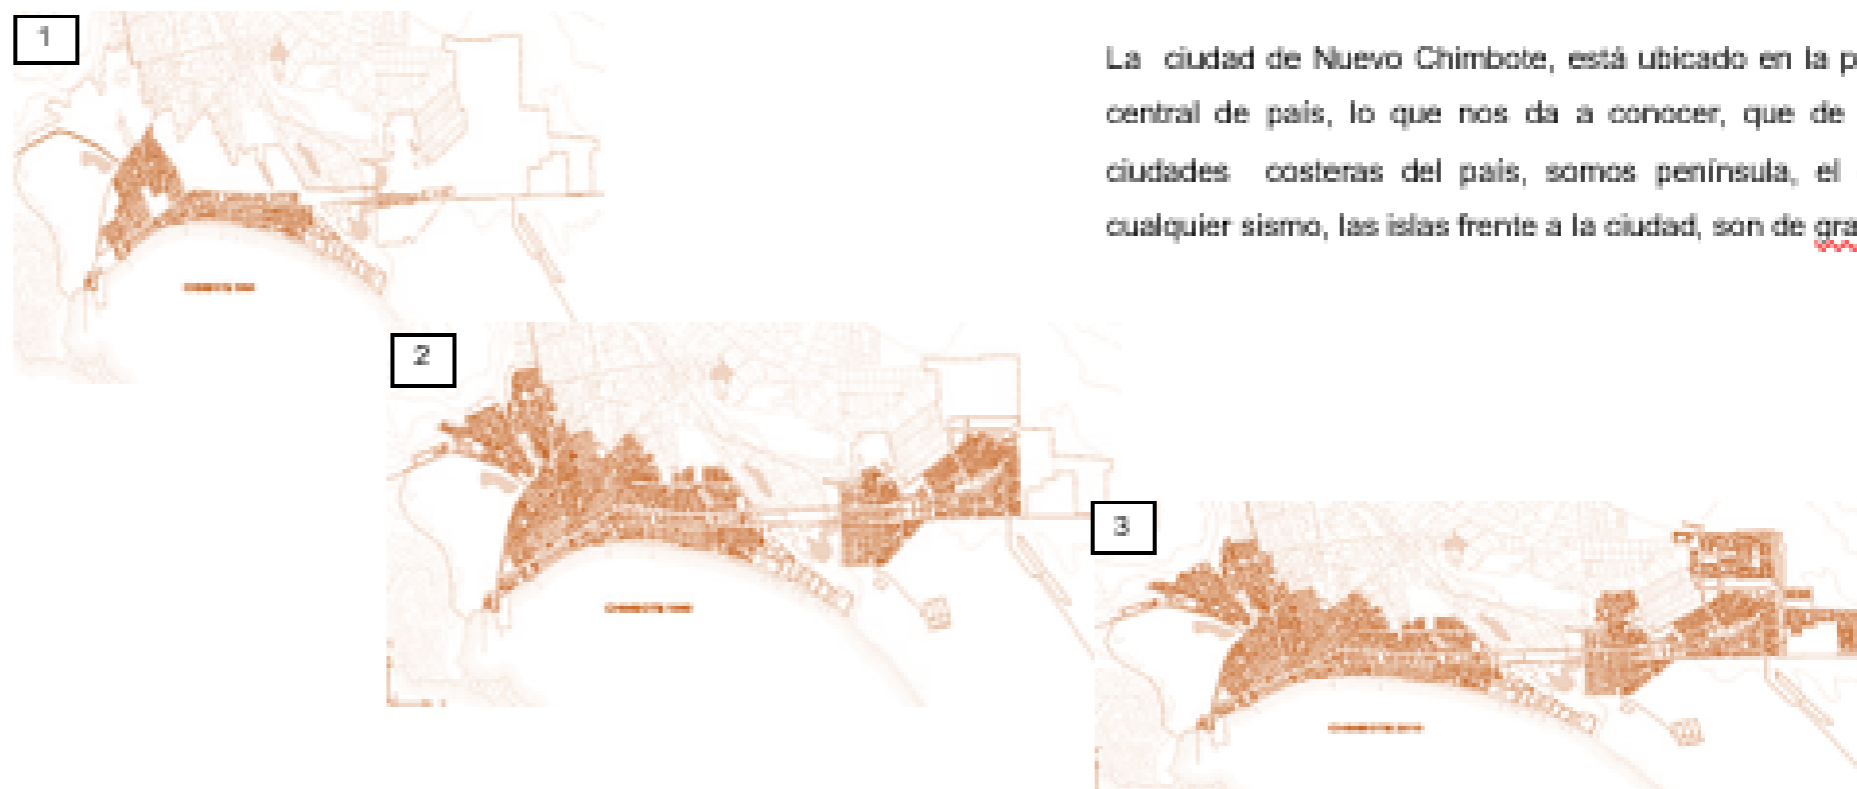 1
La ciudad de Nuevo Chimbote, está ubicado en la p
central de país, lo que nos da a conocer, que de
ciudades costeras del país, somos península, el
cualquier sismo, las islas frente a la ciudad, son de gra
2
3